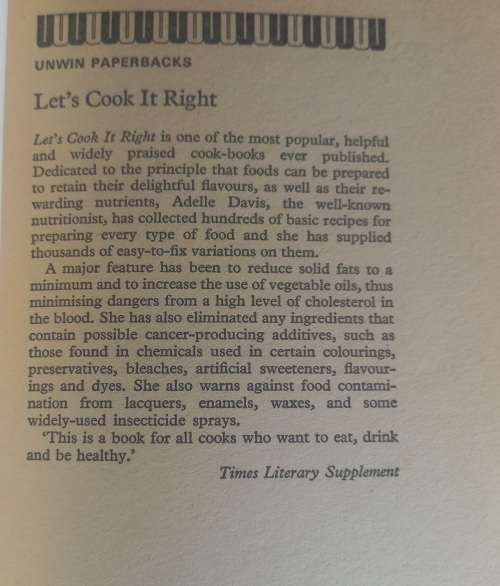 UNWIN PAPERBACKS
Let's Cook It Right
Let's Cook It Right is one of the most popular, helpful
and widely praised cook-books ever published.
Dedicated to the principle that foods can be prepared
to retain their delightful flavours, as well as their re-
warding nutrients, Adelle Davis, the well-known
nutritionist, has collected hundreds of basic recipes for
preparing every type of food and she has supplied
thousands of easy-to-fix variations on them.
A major feature has been to reduce solid fats to a
minimum and to increase the use of vegetable oils, thus
minimising dangers from a high level of cholesterol in
the blood. She has also eliminated any ingredients that
contain possible cancer-producing additives, such as
those found in chemicals used in certain colourings,
preservatives, bleaches, artificial sweeteners, flavour-
ings and dyes. She also warns against food contami-
nation from lacquers, enamels, waxes, and some
widely-used insecticide sprays.
'This is a book for all cooks who want to eat, drink
and be healthy.'
Times Literary Supplement